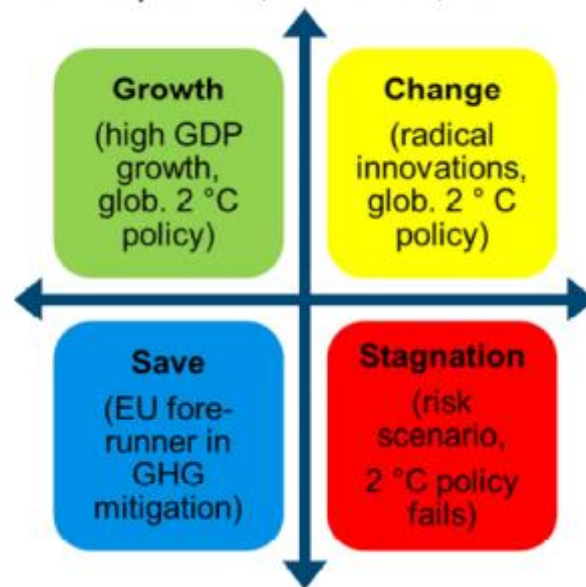 Growth
(high GDP
growth,
glob. 2 °C
policy)
Change
(radical
innovations,
glob. 2 ° C
policy)
Save
(EU fore-
runner in
GHG
mitigation)
Stagnation
(risk
scenario,
2 °C policy
fails)